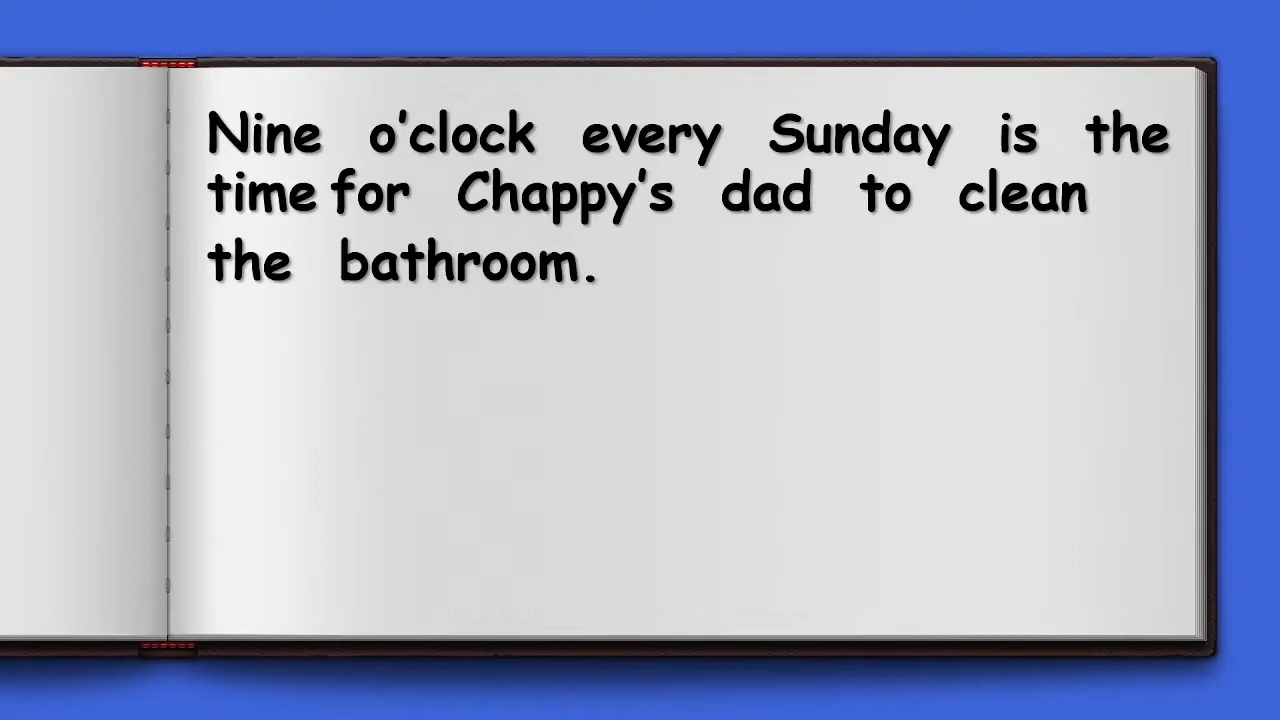 Nine o’clock every Sunday is the
time for Chappy’s dad to clean
the bathroom.